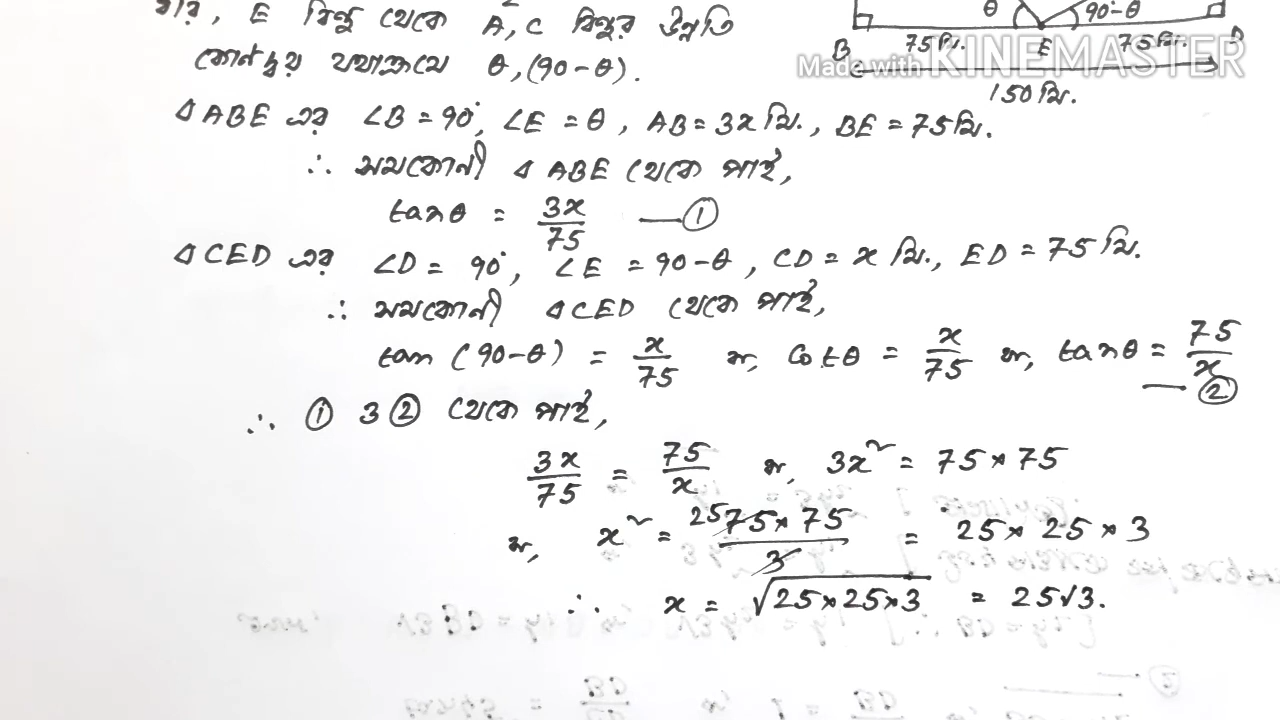 ধার, E বিন্দু থেকে A, C বিন্দুর উন্নতি
কোণদ্বয় যথাক্রমে θ, (90-θ).
θ 90°-θ
B 75মি. E 75মি. D
150 মি.
Made with KINEMASTER
△ABE এর ∠B = 90°, ∠E = θ, AB = 3x মি., BE = 75মি.
∴ সমকোণী △ABE থেকে পাই,
tanθ = 3x/75 —①
△CED এর ∠D = 90°, ∠E = 90-θ, CD = x মি., ED = 75 মি.
∴ সমকোণী △CED থেকে পাই,
tan (90-θ) = x/75 বা, cotθ = x/75 বা, tanθ = 75/x —②
∴ ① ও ② থেকে পাই,
3x/75 = 75/x বা, 3x² = 75×75
বা, x² = 25 75×75/3 = 25×25×3
∴ x = √25×25×3 = 25√3.